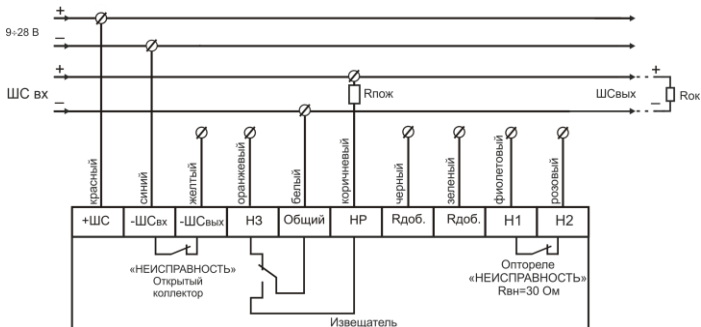 +
9÷28 В
–
+
+
ШС вх
Rпож
ШСвых
Rок
–
–
красный
синий
желтый
оранжевый
белый
коричневый
черный
зеленый
фиолетовый
розовый
+ШС
-ШСвх
-ШСвых
НЗ
Общий
НР
Rдоб.
Rдоб.
Н1
Н2
«НЕИСПРАВНОСТЬ»
Открытый
коллектор
Оптореле
«НЕИСПРАВНОСТЬ»
Rвн=30 Ом
Извещатель